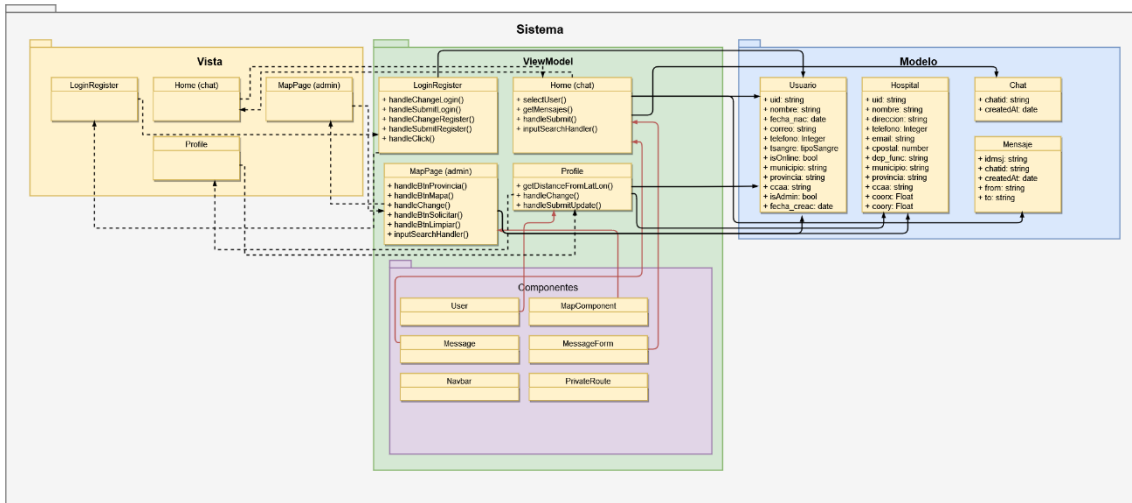 Sistema
Vista
LoginRegister
Home (chat)
MapPage (admin)
Profile
ViewModel
LoginRegister
+ handleChangeLogin()
+ handleSubmitLogin()
+ handleChangeRegister()
+ handleSubmitRegister()
+ handleClick()
Home (chat)
+ selectUser()
+ getMensajes()
+ handleSubmit()
+ inputSearchHandler()
MapPage (admin)
+ handleBtnProvincia()
+ handleBtnMapa()
+ handleChange()
+ handleBtnSolicitar()
+ handleBtnLimpiar()
+ inputSearchHandler()
Profile
+ getDistanceFromLatLon()
+ handleChange()
+ handleSubmitUpdate()
Componentes
User
MapComponent
Message
MessageForm
Navbar
PrivateRoute
Modelo
Usuario
+ uid: string
+ nombre: string
+ fecha_nac: date
+ correo: string
+ telefono: Integer
+ tsangre: tipoSangre
+ isOnline: bool
+ municipio: string
+ provincia: string
+ ccaa: string
+ isAdmin: bool
+ fecha_creac: date
Hospital
+ uid: string
+ nombre: string
+ direccion: string
+ telefono: Integer
+ email: string
+ cpostal: number
+ dep_func: string
+ municipio: string
+ provincia: string
+ ccaa: string
+ coorx: Float
+ coory: Float
Chat
+ chatid: string
+ createdAt: date
Mensaje
+ idmsj: string
+ chatid: string
+ createdAt: date
+ from: string
+ to: string